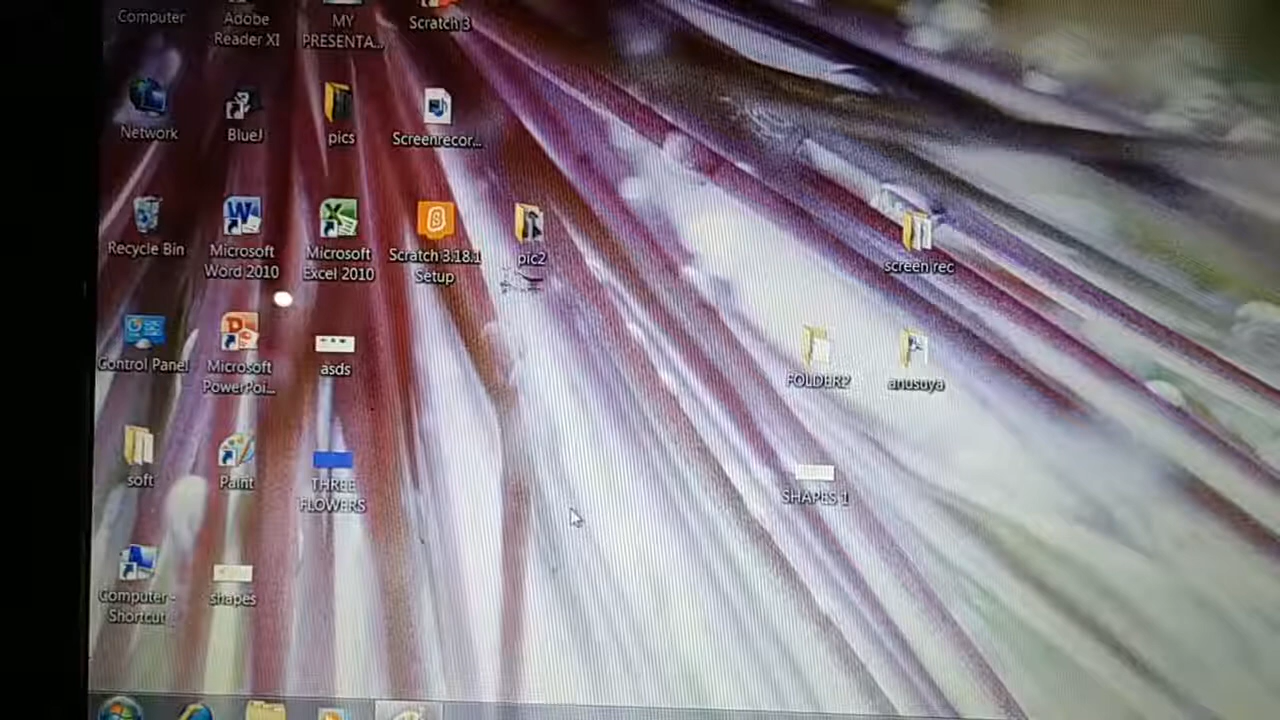 Computer
Adobe
Reader XI
MY
PRESENTA...
Scratch 3
Network
BlueJ
pics
Screenrecor...
Recycle Bin
Microsoft
Word 2010
Microsoft
Excel 2010
Scratch 3.18.1
Setup
pic2
screen rec
Control Panel
Microsoft
PowerPoi...
asds
FOLDER2
anusuya
soft
Paint
THREE
FLOWERS
SHAPES 1
Computer -
Shortcut
shapes